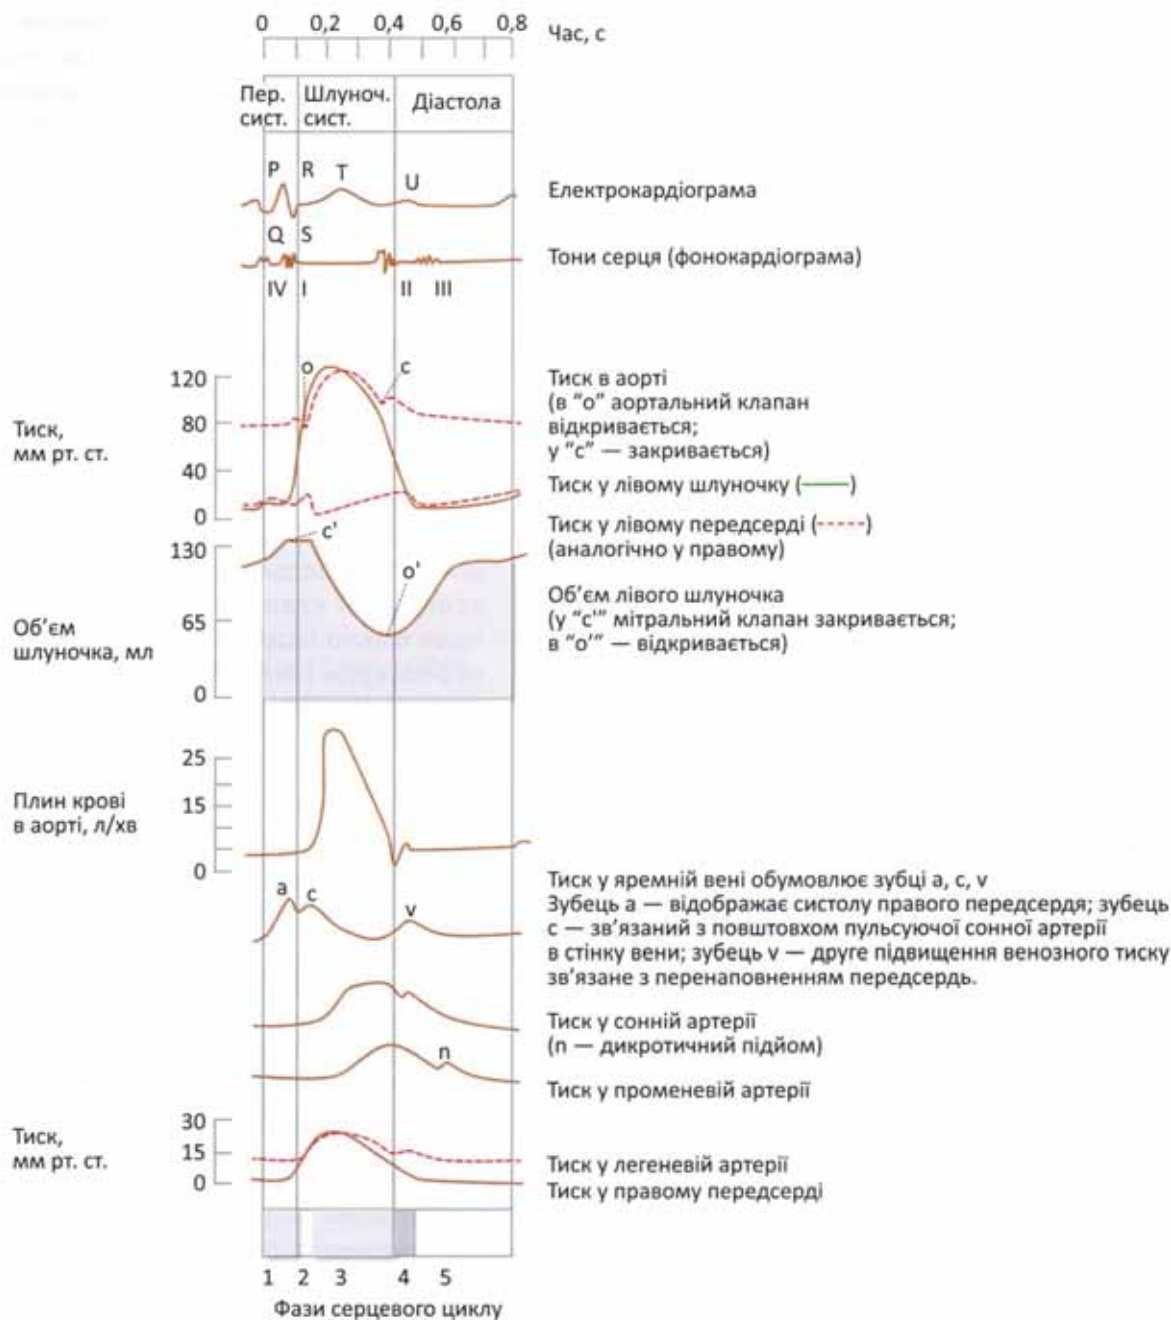 0 0,2 0,4 0,6 0,8
Час, с
Пер. сист.
Шлуноч. сист.
Діастола
P R T U
Електрокардіограма
Q S
Тони серця (фонокардіограма)
IV I II III
o c
120
80
40
0
Тиск,
мм рт. ст.
Тиск в аорті
(в “о” аортальний клапан
відкривається;
у “с” — закривається)
Тиск у лівому шлуночку (——)
Тиск у лівому передсерді (-----)
(аналогічно у правому)
c'
o'
130
65
0
Об’єм
шлуночка, мл
Об’єм лівого шлуночка
(у “с'” мітральний клапан закривається;
в “о’” — відкривається)
25
15
0
Плин крові
в аорті, л/хв
a c v
Тиск у яремній вені обумовлює зубці a, c, v
Зубець a — відображає систолу правого передсердя; зубець
c — зв’язаний з повштовхом пульсуючої сонної артерії
в стінку вени; зубець v — друге підвищення венозного тиску
зв’язане з перенаповненням передсердь.
Тиск у сонній артерії
(n — дикротичний підйом)
n
Тиск у променевій артерії
30
15
0
Тиск,
мм рт. ст.
Тиск у легеневій артерії
Тиск у правому передсерді
1 2 3 4 5
Фази серцевого циклу